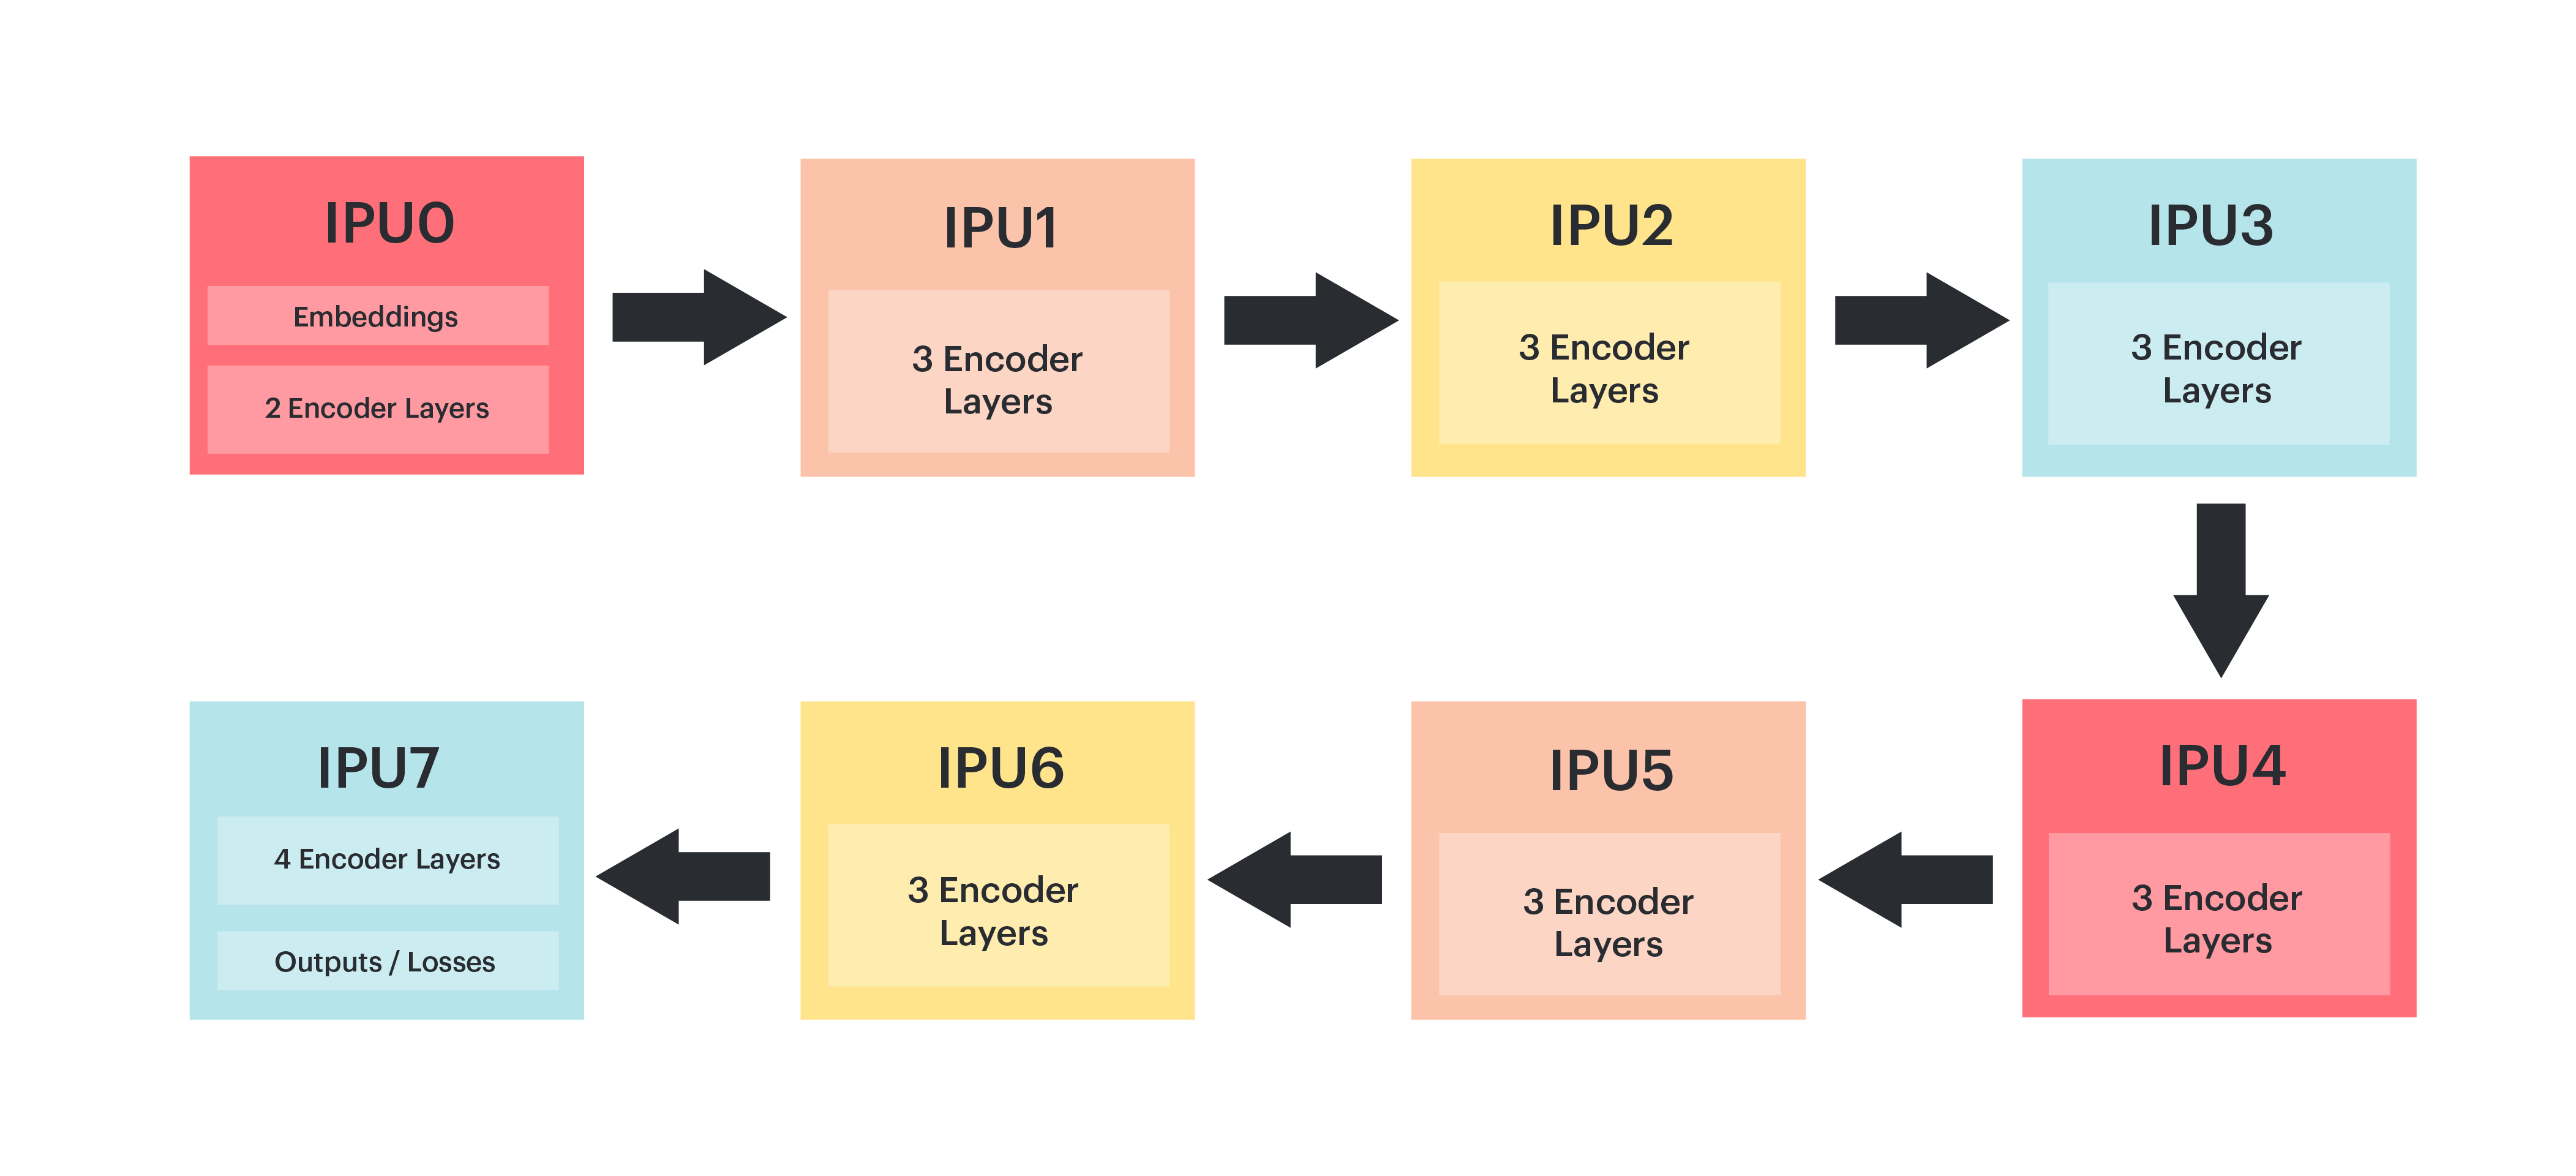 IPU0
Embeddings
2 Encoder Layers
IPU1
3 Encoder
Layers
IPU2
3 Encoder
Layers
IPU3
3 Encoder
Layers
IPU4
3 Encoder
Layers
IPU5
3 Encoder
Layers
IPU6
3 Encoder
Layers
IPU7
4 Encoder Layers
Outputs / Losses